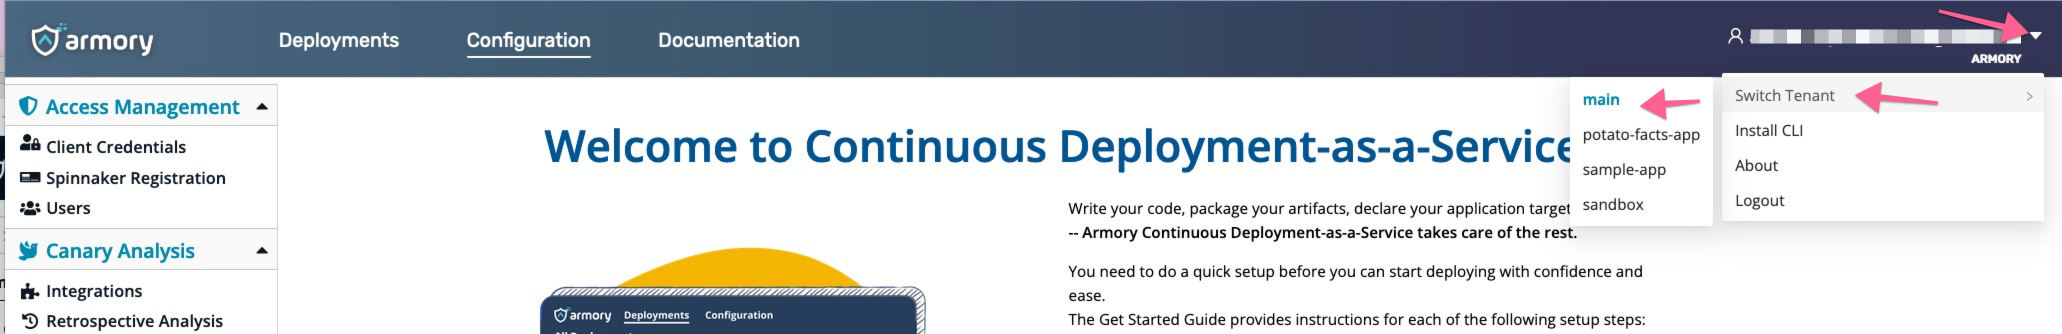 armory
Deployments
Configuration
Documentation
ARMORY
Access Management
Client Credentials
Spinnaker Registration
Users
Canary Analysis
Integrations
Retrospective Analysis
Welcome to Continuous Deployment-as-a-Service
Write your code, package your artifacts, declare your application target
-- Armory Continuous Deployment-as-a-Service takes care of the rest.
You need to do a quick setup before you can start deploying with confidence and
ease.
The Get Started Guide provides instructions for each of the following setup steps:
armory
Deployments
Configuration
main
potato-facts-app
sample-app
sandbox
Switch Tenant
Install CLI
About
Logout